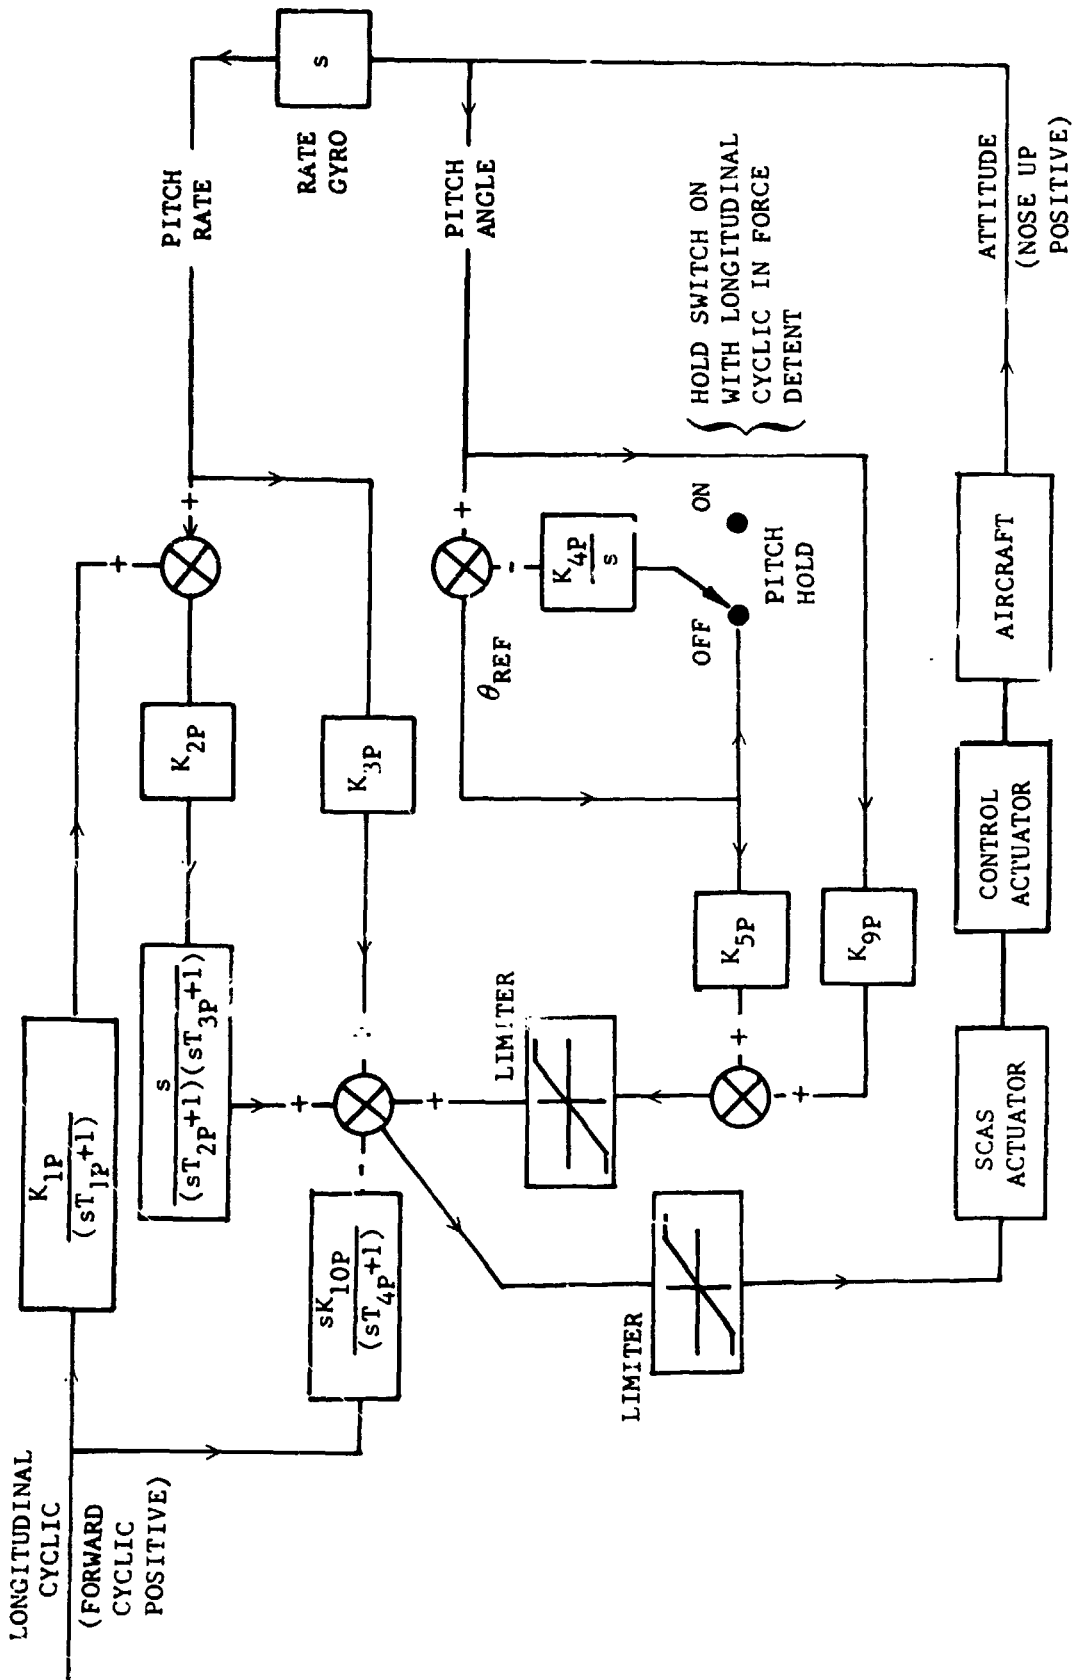 LONGITUDINAL
CYCLIC
(FORWARD
CYCLIC
POSITIVE)
K1P
(sT1P+1)
+
s
(sT2P+1)(sT3P+1)
K2P
+
+
PITCH
RATE
s
RATE
GYRO
sK10P
(sT4P+1)
-
+
+
K3P
PITCH
ANGLE
LIMITER
θREF
+
-
K4P
s
HOLD SWITCH ON
WITH LONGITUDINAL
CYCLIC IN FORCE
DETENT
OFF
ON
PITCH
HOLD
K5P
+
+
K9P
LIMITER
SCAS
ACTUATOR
CONTROL
ACTUATOR
AIRCRAFT
ATTITUDE
(NOSE UP
POSITIVE)